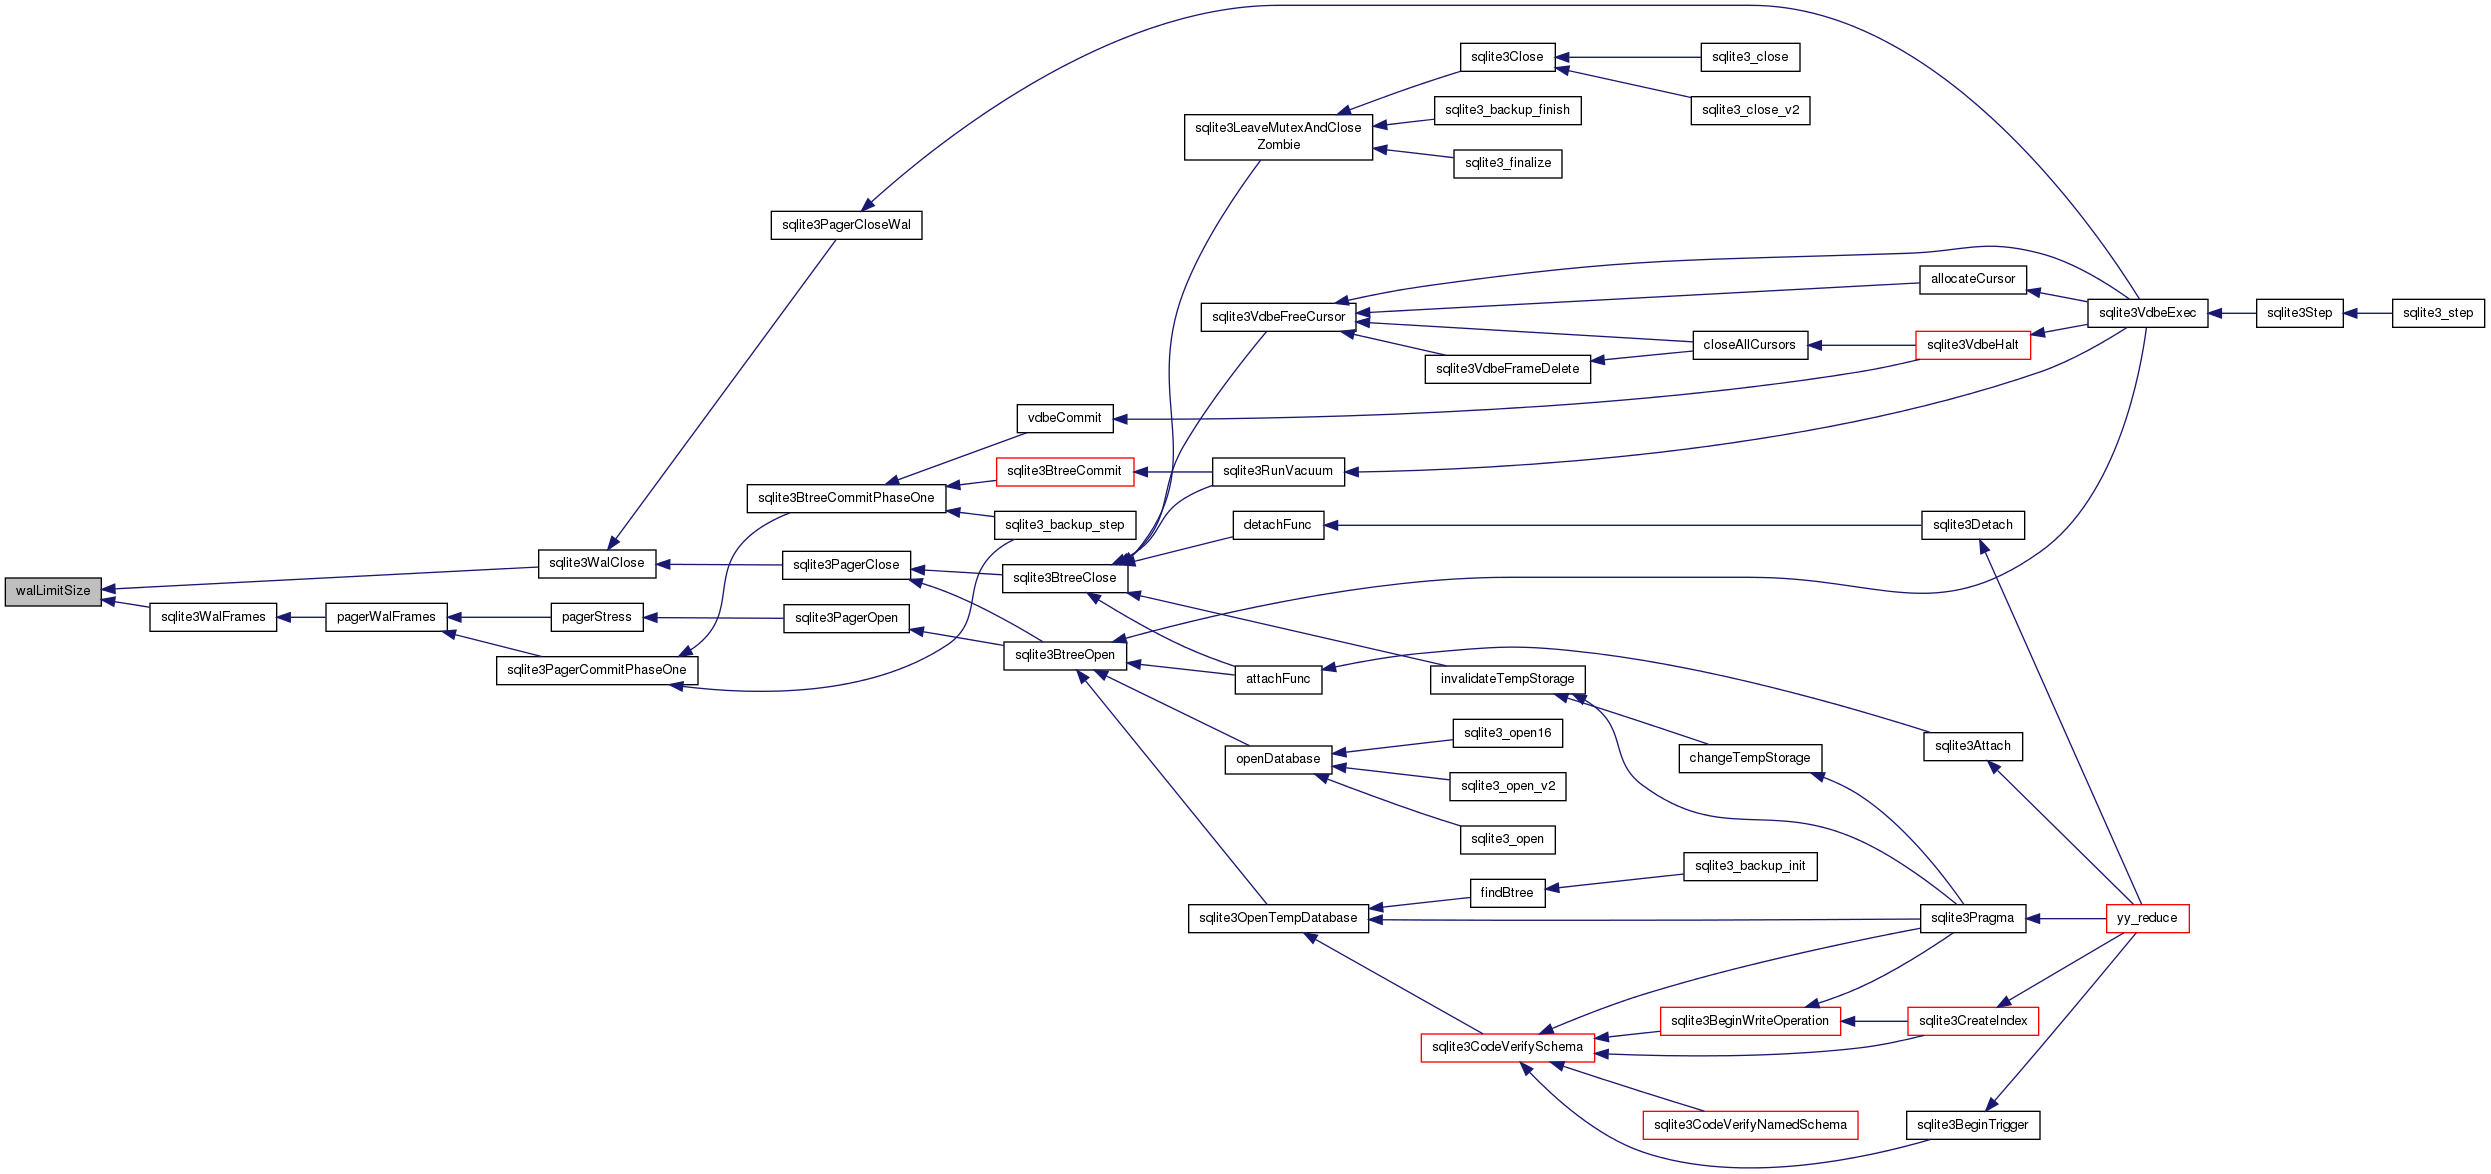 sqlite3Close
sqlite3_close
sqlite3_backup_finish
sqlite3_close_v2
sqlite3LeaveMutexAndClose
Zombie
sqlite3_finalize
sqlite3PagerCloseWal
allocateCursor
sqlite3VdbeFreeCursor
sqlite3VdbeExec
sqlite3Step
sqlite3_step
closeAllCursors
sqlite3VdbeHalt
sqlite3VdbeFrameDelete
vdbeCommit
sqlite3BtreeCommit
sqlite3RunVacuum
sqlite3BtreeCommitPhaseOne
sqlite3_backup_step
detachFunc
sqlite3Detach
sqlite3WalClose
sqlite3PagerClose
sqlite3BtreeClose
walLimitSize
sqlite3WalFrames
pagerWalFrames
pagerStress
sqlite3PagerOpen
sqlite3BtreeOpen
sqlite3PagerCommitPhaseOne
attachFunc
invalidateTempStorage
sqlite3_open16
sqlite3Attach
openDatabase
changeTempStorage
sqlite3_open_v2
sqlite3_open
sqlite3_backup_init
findBtree
sqlite3OpenTempDatabase
sqlite3Pragma
yy_reduce
sqlite3BeginWriteOperation
sqlite3CreateIndex
sqlite3CodeVerifySchema
sqlite3CodeVerifyNamedSchema
sqlite3BeginTrigger